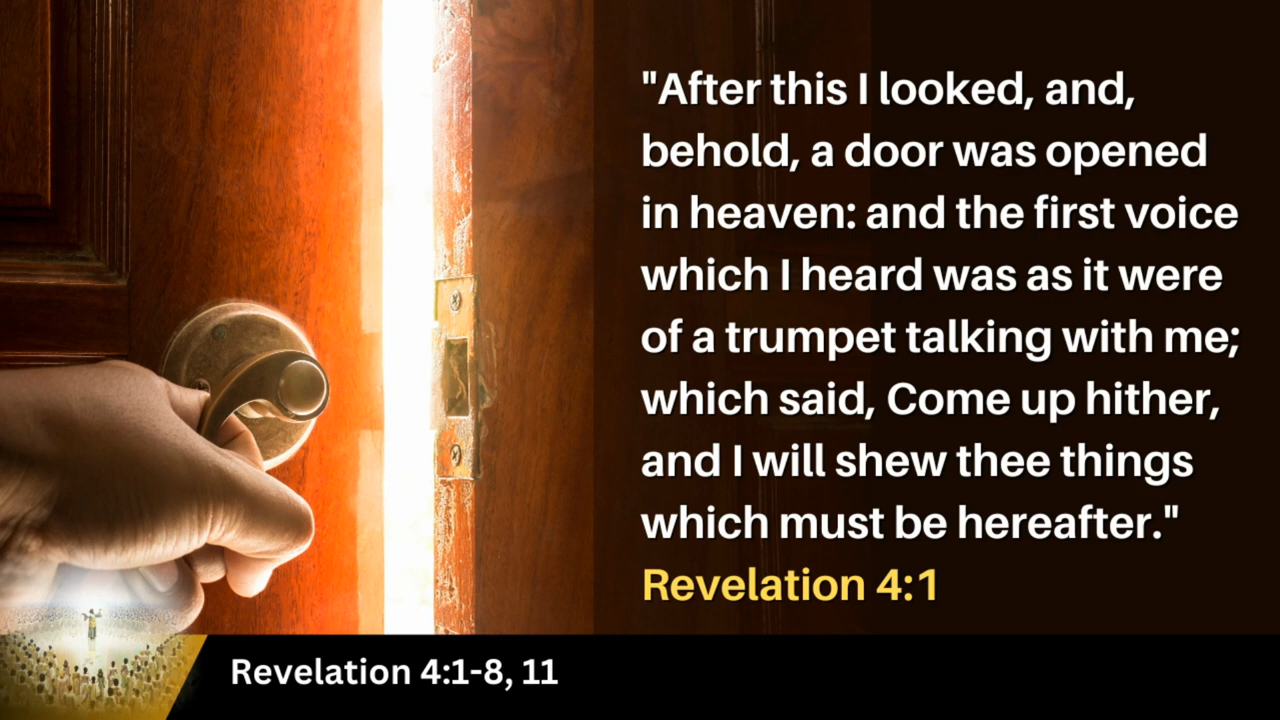 "After this I looked, and,
behold, a door was opened
in heaven: and the first voice
which I heard was as it were
of a trumpet talking with me;
which said, Come up hither,
and I will shew thee things
which must be hereafter."
Revelation 4:1
Revelation 4:1-8, 11